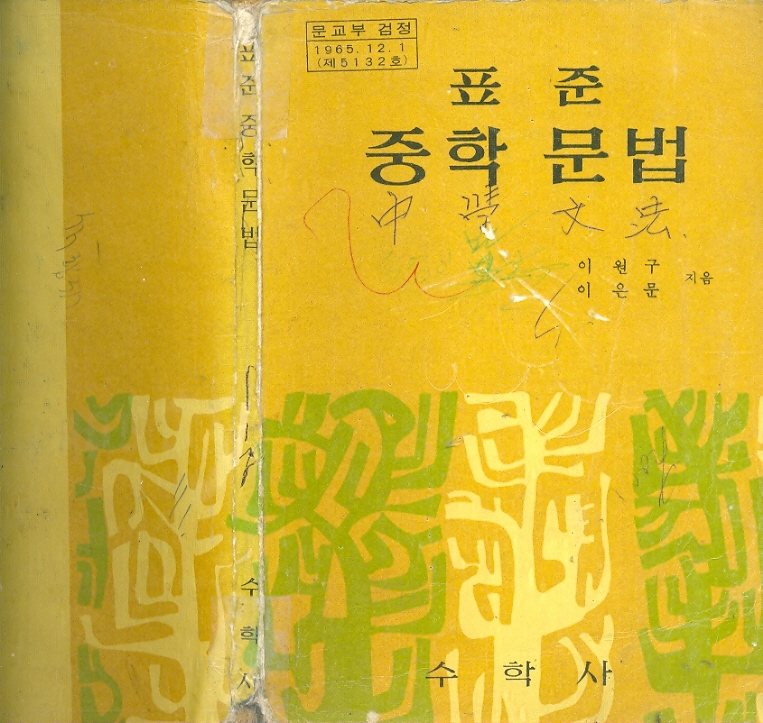 문교부 검정
1965. 12. 1
(제5132호)
표준
중학 문법
中學文法
이원구
이은문
지음
수학사
표준중학문법
수학사